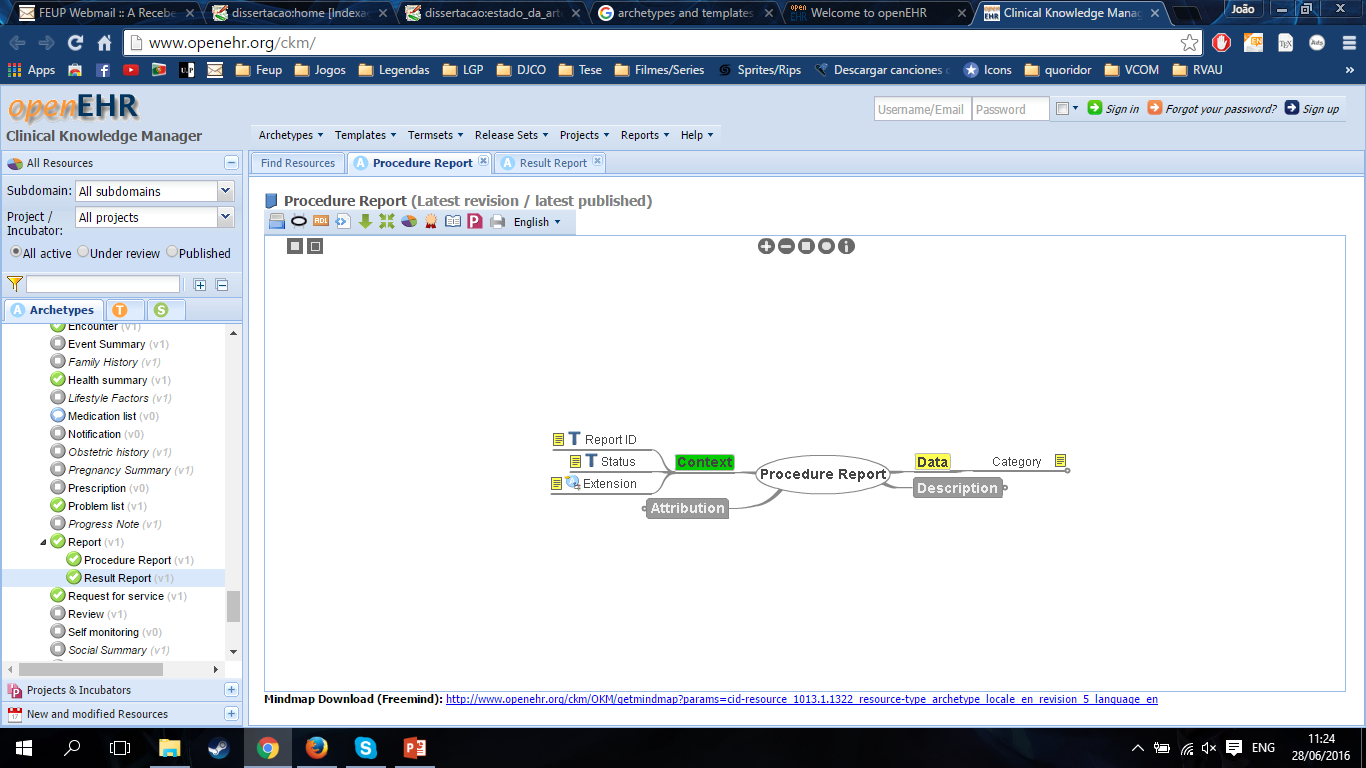 FEUP Webmail :: A Recebe
dissertacao:home [Indexac
dissertacao:estado_da_art
archetypes and templates
Welcome to openEHR
Clinical Knowledge Manag
João
www.openehr.org/ckm/
Apps
Feup
Jogos
Legendas
LGP
DJCO
Tese
Filmes/Series
Sprites/Rips
Descargar canciones d
Icons
quoridor
VCOM
RVAU
»
openEHR
Clinical Knowledge Manager
Username/Email
Password
Sign in
Forgot your password?
Sign up
Archetypes
Templates
Termsets
Release Sets
Projects
Reports
Help
All Resources
Subdomain:
All subdomains
Project /
Incubator:
All projects
All active
Under review
Published
A Archetypes
T
S
Encounter (v1)
Event Summary (v1)
Family History (v1)
Health summary (v1)
Lifestyle Factors (v1)
Medication list (v0)
Notification (v0)
Obstetric history (v1)
Pregnancy Summary (v1)
Prescription (v0)
Problem list (v1)
Progress Note (v1)
Report (v1)
Procedure Report (v1)
Result Report (v1)
Request for service (v1)
Review (v1)
Self monitoring (v0)
Social Summary (v1)
Projects & Incubators
New and modified Resources
Find Resources
A Procedure Report
A Result Report
Procedure Report (Latest revision / latest published)
ADL
P
English
T Report ID
T Status
Extension
Context
Attribution
Procedure Report
Data
Category
Description
Mindmap Download (Freemind): http://www.openehr.org/ckm/OKM/getmindmap?params=cid-resource_1013.1.1322_resource-type_archetype_locale_en_revision_5_language_en
ENG
11:24
28/06/2016